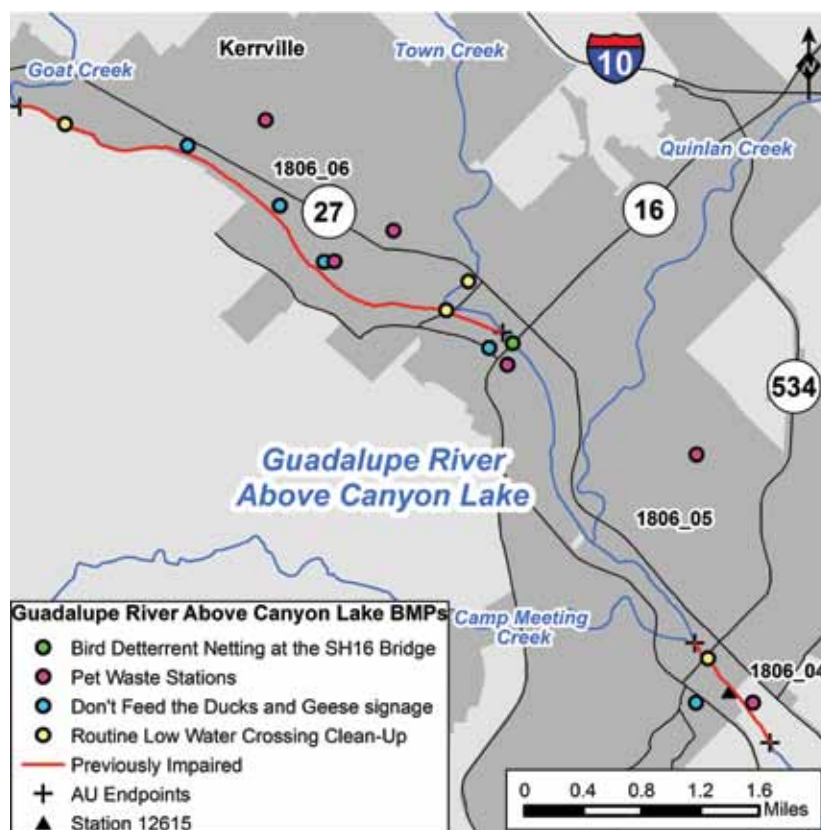 Kerrville
Town Creek
10
N
Goat Creek
Quinlan Creek
1806_06
27
16
534
Guadalupe River
Above Canyon Lake
1806_05
Camp Meeting
Creek
1806_04
Guadalupe River Above Canyon Lake BMPs
Bird Detterrent Netting at the SH16 Bridge
Pet Waste Stations
Don't Feed the Ducks and Geese signage
Routine Low Water Crossing Clean-Up
Previously Impaired
AU Endpoints
Station 12615
0 0.4 0.8 1.2 1.6
Miles